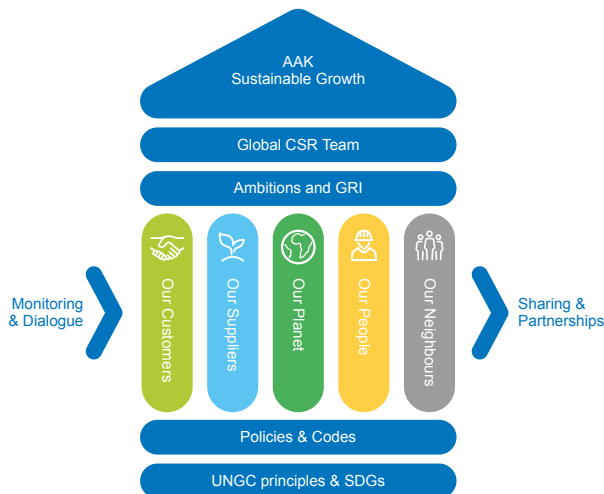 AAK
Sustainable Growth
Global CSR Team
Ambitions and GRI
Monitoring
& Dialogue
Our Customers
Our Suppliers
Our Planet
Our People
Our Neighbours
Sharing &
Partnerships
Policies & Codes
UNGC principles & SDGs